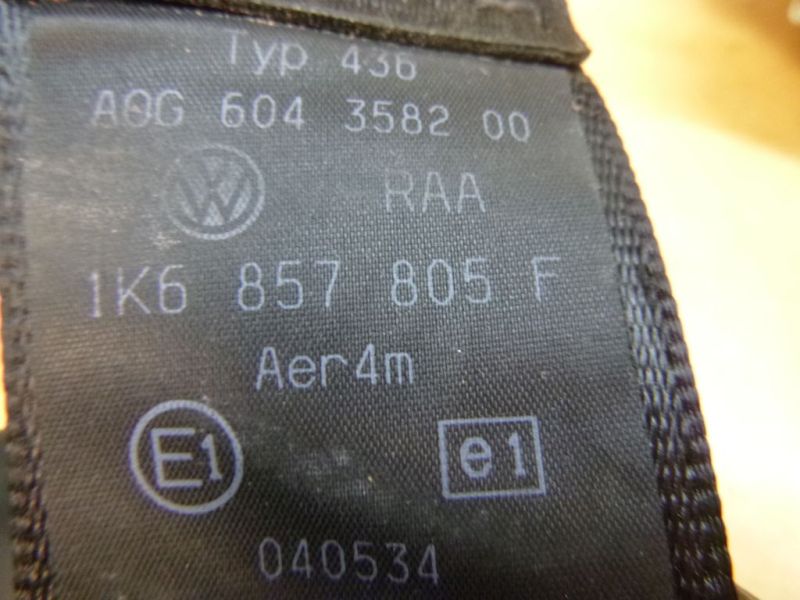 Typ 436
A0G 604 3582 00
RAA
1K6 857 805 F
Aer4m
E1 e1
040534